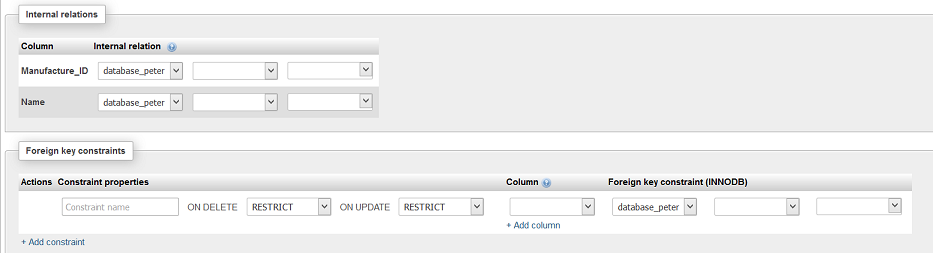 Internal relations
Column Internal relation
Manufacture_ID database_peter
Name database_peter
Foreign key constraints
Actions Constraint properties Column Foreign key constraint (INNODB)
Constraint name ON DELETE RESTRICT ON UPDATE RESTRICT database_peter
+ Add column
+ Add constraint